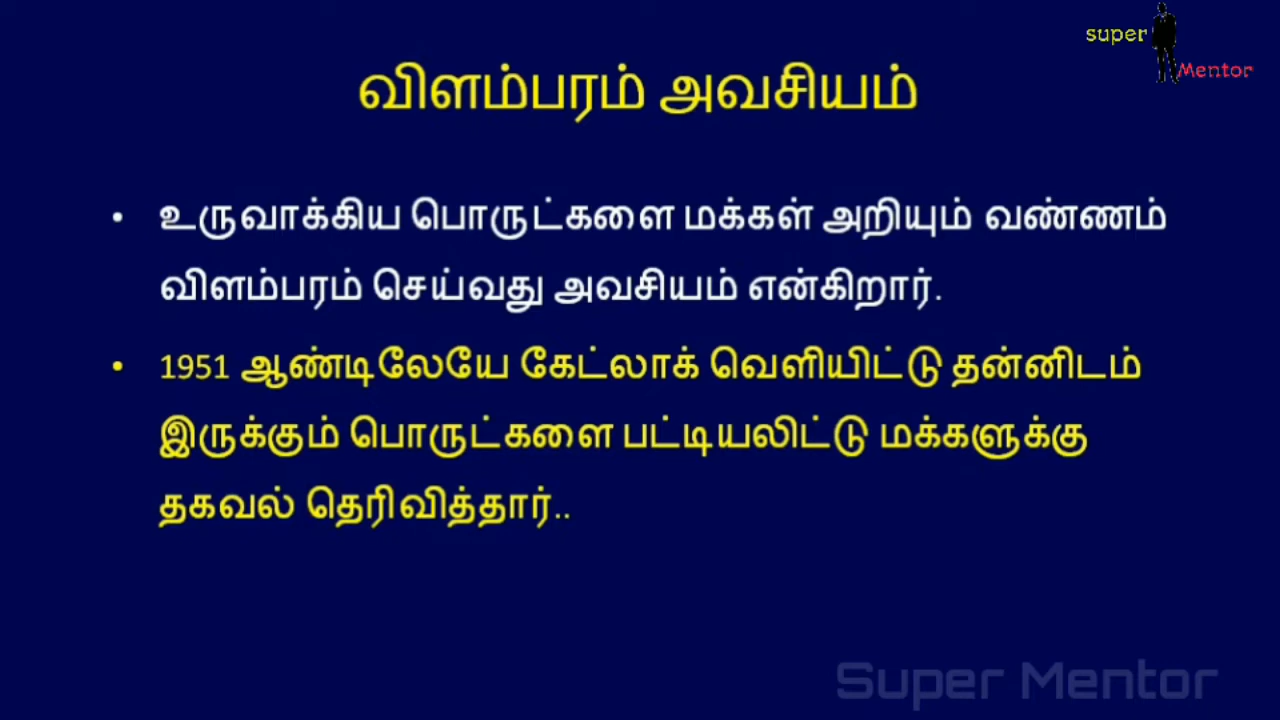 super
Mentor
விளம்பரம் அவசியம்
• உருவாக்கிய பொருட்களை மக்கள் அறியும் வண்ணம்
விளம்பரம் செய்வது அவசியம் என்கிறார்.
• 1951 ஆண்டிலேயே கேட்லாக் வெளியிட்டு தன்னிடம்
இருக்கும் பொருட்களை பட்டியலிட்டு மக்களுக்கு
தகவல் தெரிவித்தார்..
Super Mentor